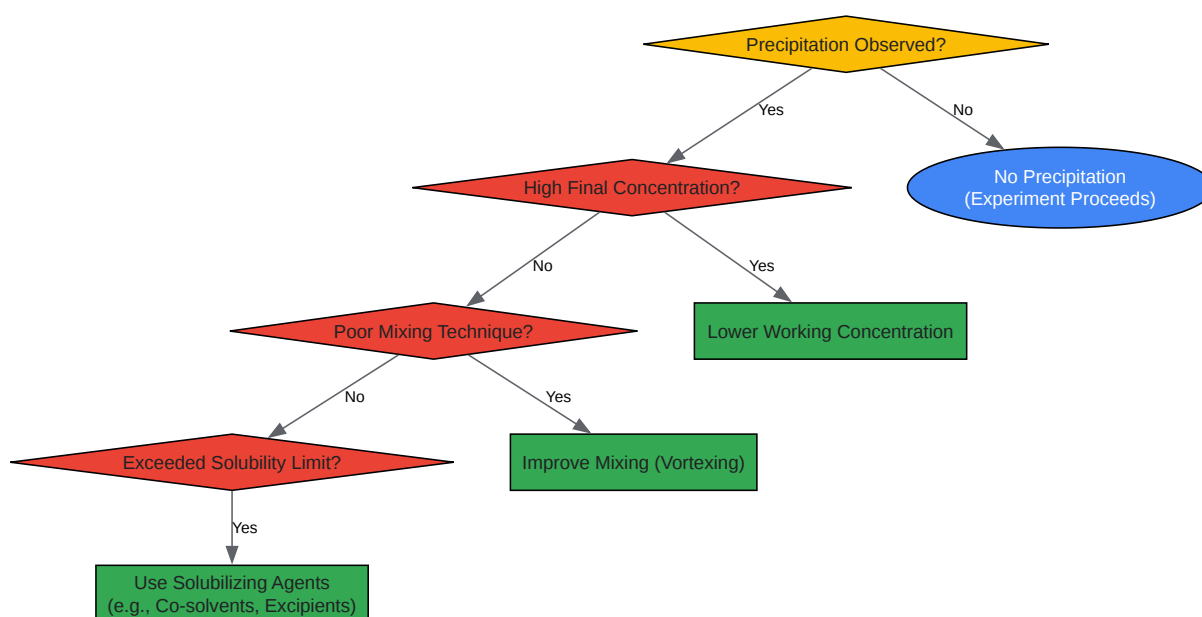 Precipitation Observed?
Yes
No
High Final Concentration?
No Precipitation
(Experiment Proceeds)
No
Yes
Poor Mixing Technique?
Lower Working Concentration
No
Yes
Exceeded Solubility Limit?
Improve Mixing (Vortexing)
Yes
Use Solubilizing Agents
(e.g., Co-solvents, Excipients)